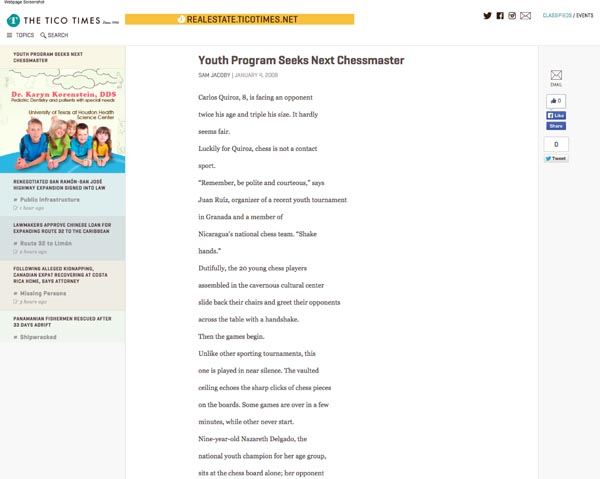 Webpage Screenshot
THE TICO TIMES Since 1956
REALESTATE.TICOTIMES.NET
CLASSIFIEDS / EVENTS
TOPICS SEARCH
YOUTH PROGRAM SEEKS NEXT
CHESSMASTER
Dr. Karyn Korenstein, DDS
Pediatric Dentistry and patients with special needs
University of Texas at Houston Health
Science Center
RENEGOTIATED SAN RAMÓN-SAN JOSÉ
HIGHWAY EXPANSION SIGNED INTO LAW
# Public Infrastructure
1 hour ago
LAWMAKERS APPROVE CHINESE LOAN FOR
EXPANDING ROUTE 32 TO THE CARIBBEAN
# Route 32 to Limón
2 hours ago
FOLLOWING ALLEGED KIDNAPPING,
CANADIAN EXPAT RECOVERING AT COSTA
RICA HOME, SAYS ATTORNEY
# Missing Persons
3 hours ago
PANAMANIAN FISHERMEN RESCUED AFTER
33 DAYS ADRIFT
# Shipwrecked
Youth Program Seeks Next Chessmaster
SAM JACOBY | JANUARY 4, 2009
Carlos Quiroz, 8, is facing an opponent
twice his age and triple his size. It hardly
seems fair.
Luckily for Quiroz, chess is not a contact
sport.
“Remember, be polite and courteous,” says
Juan Ruíz, organizer of a recent youth tournament
in Granada and a member of
Nicaragua’s national chess team. “Shake
hands.”
Dutifully, the 20 young chess players
assembled in the cavernous cultural center
slide back their chairs and greet their opponents
across the table with a handshake.
Then the games begin.
Unlike other sporting tournaments, this
one is played in near silence. The vaulted
ceiling echoes the sharp clicks of chess pieces
on the boards. Some games are over in a few
minutes, while other never start.
Nine-year-old Nazareth Delgado, the
national youth champion for her age group,
sits at the chess board alone; her opponent
EMAIL
0
Like
Share
0
Tweet